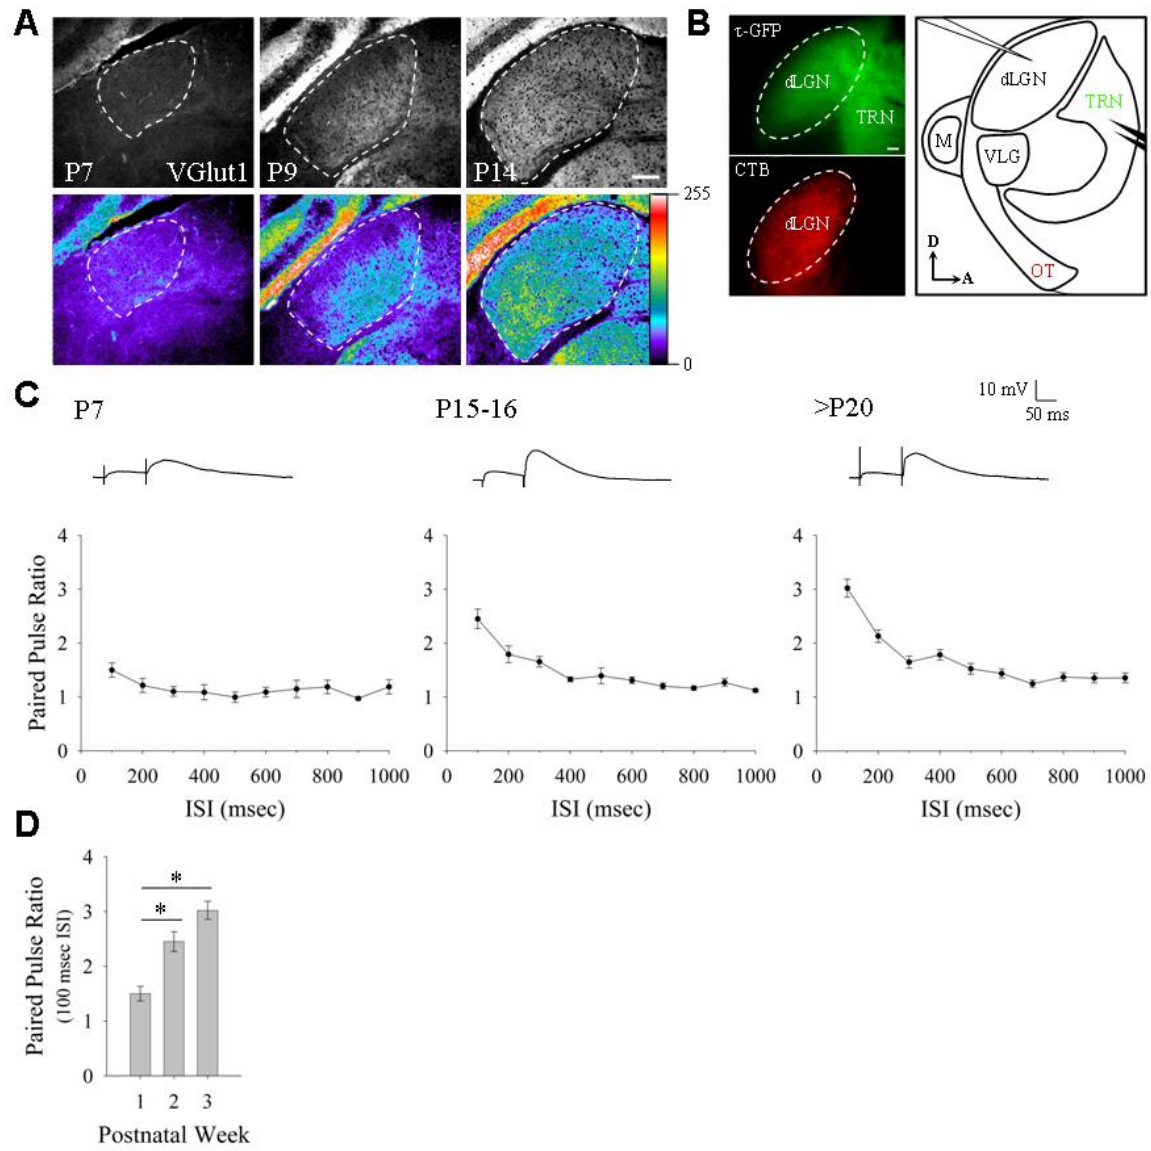 A
P7 VGlut1
P9
P14
255
0
B
τ-GFP
dLGN
TRN
CTB
dLGN
dLGN
TRN
M
VLG
D
A
OT
C
P7
P15-16
>P20
10 mV
50 ms
Paired Pulse Ratio
4
3
2
1
0
0 200 400 600 800 1000
ISI (msec)
4
3
2
1
0
0 200 400 600 800 1000
ISI (msec)
4
3
2
1
0
0 200 400 600 800 1000
ISI (msec)
D
Paired Pulse Ratio
(100 msec ISI)
4
3
2
1
0
*
*
1 2 3
Postnatal Week